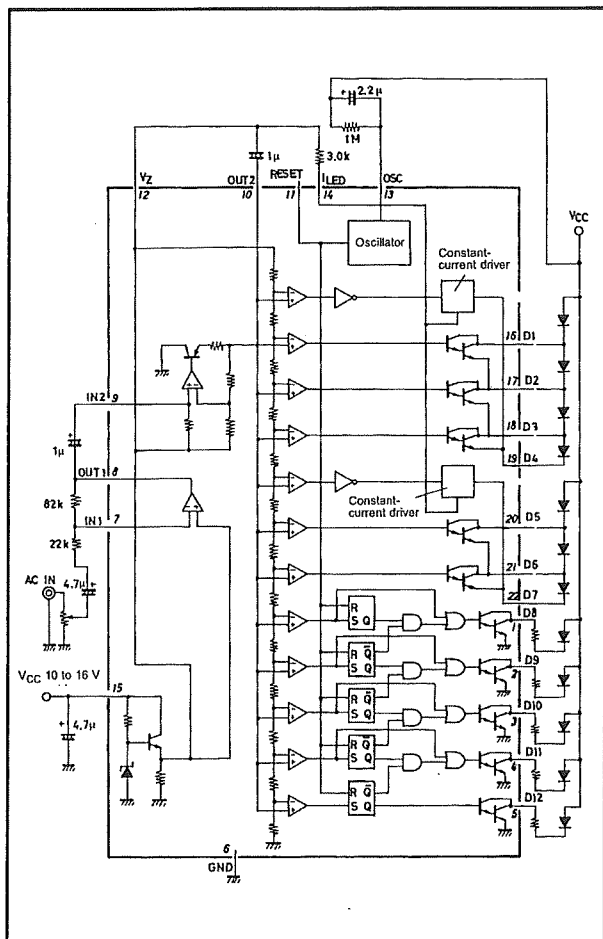 2.2μ
1M
1μ
3.0k
VZ
12
OUT2
10
RESET
11
ILED
14
OSC
13
VCC
Oscillator
Constant-current driver
16 D1
17 D2
IN2
9
18 D3
19 D4
1μ
OUT1 8
82k
IN1 7
Constant-current driver
20 D5
22k
21 D6
AC IN
4.7μ
22 D7
R
S Q
D8
1
VCC 10 to 16 V
15
R Q
S Q
D9
2
4.7μ
R Q
S Q
D10
3
R Q
S Q
D11
4
R Q
S Q
D12
5
6
GND